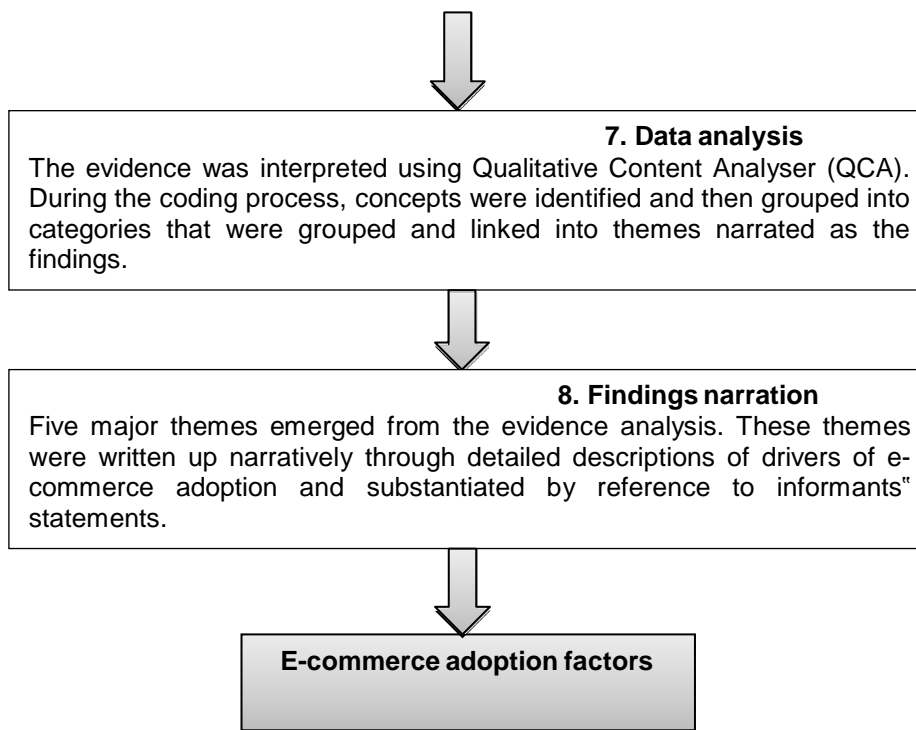 7. Data analysis
The evidence was interpreted using Qualitative Content Analyser (QCA).
During the coding process, concepts were identified and then grouped into
categories that were grouped and linked into themes narrated as the
findings.
8. Findings narration
Five major themes emerged from the evidence analysis. These themes
were written up narratively through detailed descriptions of drivers of e-
commerce adoption and substantiated by reference to informants‟
statements.
E-commerce adoption factors